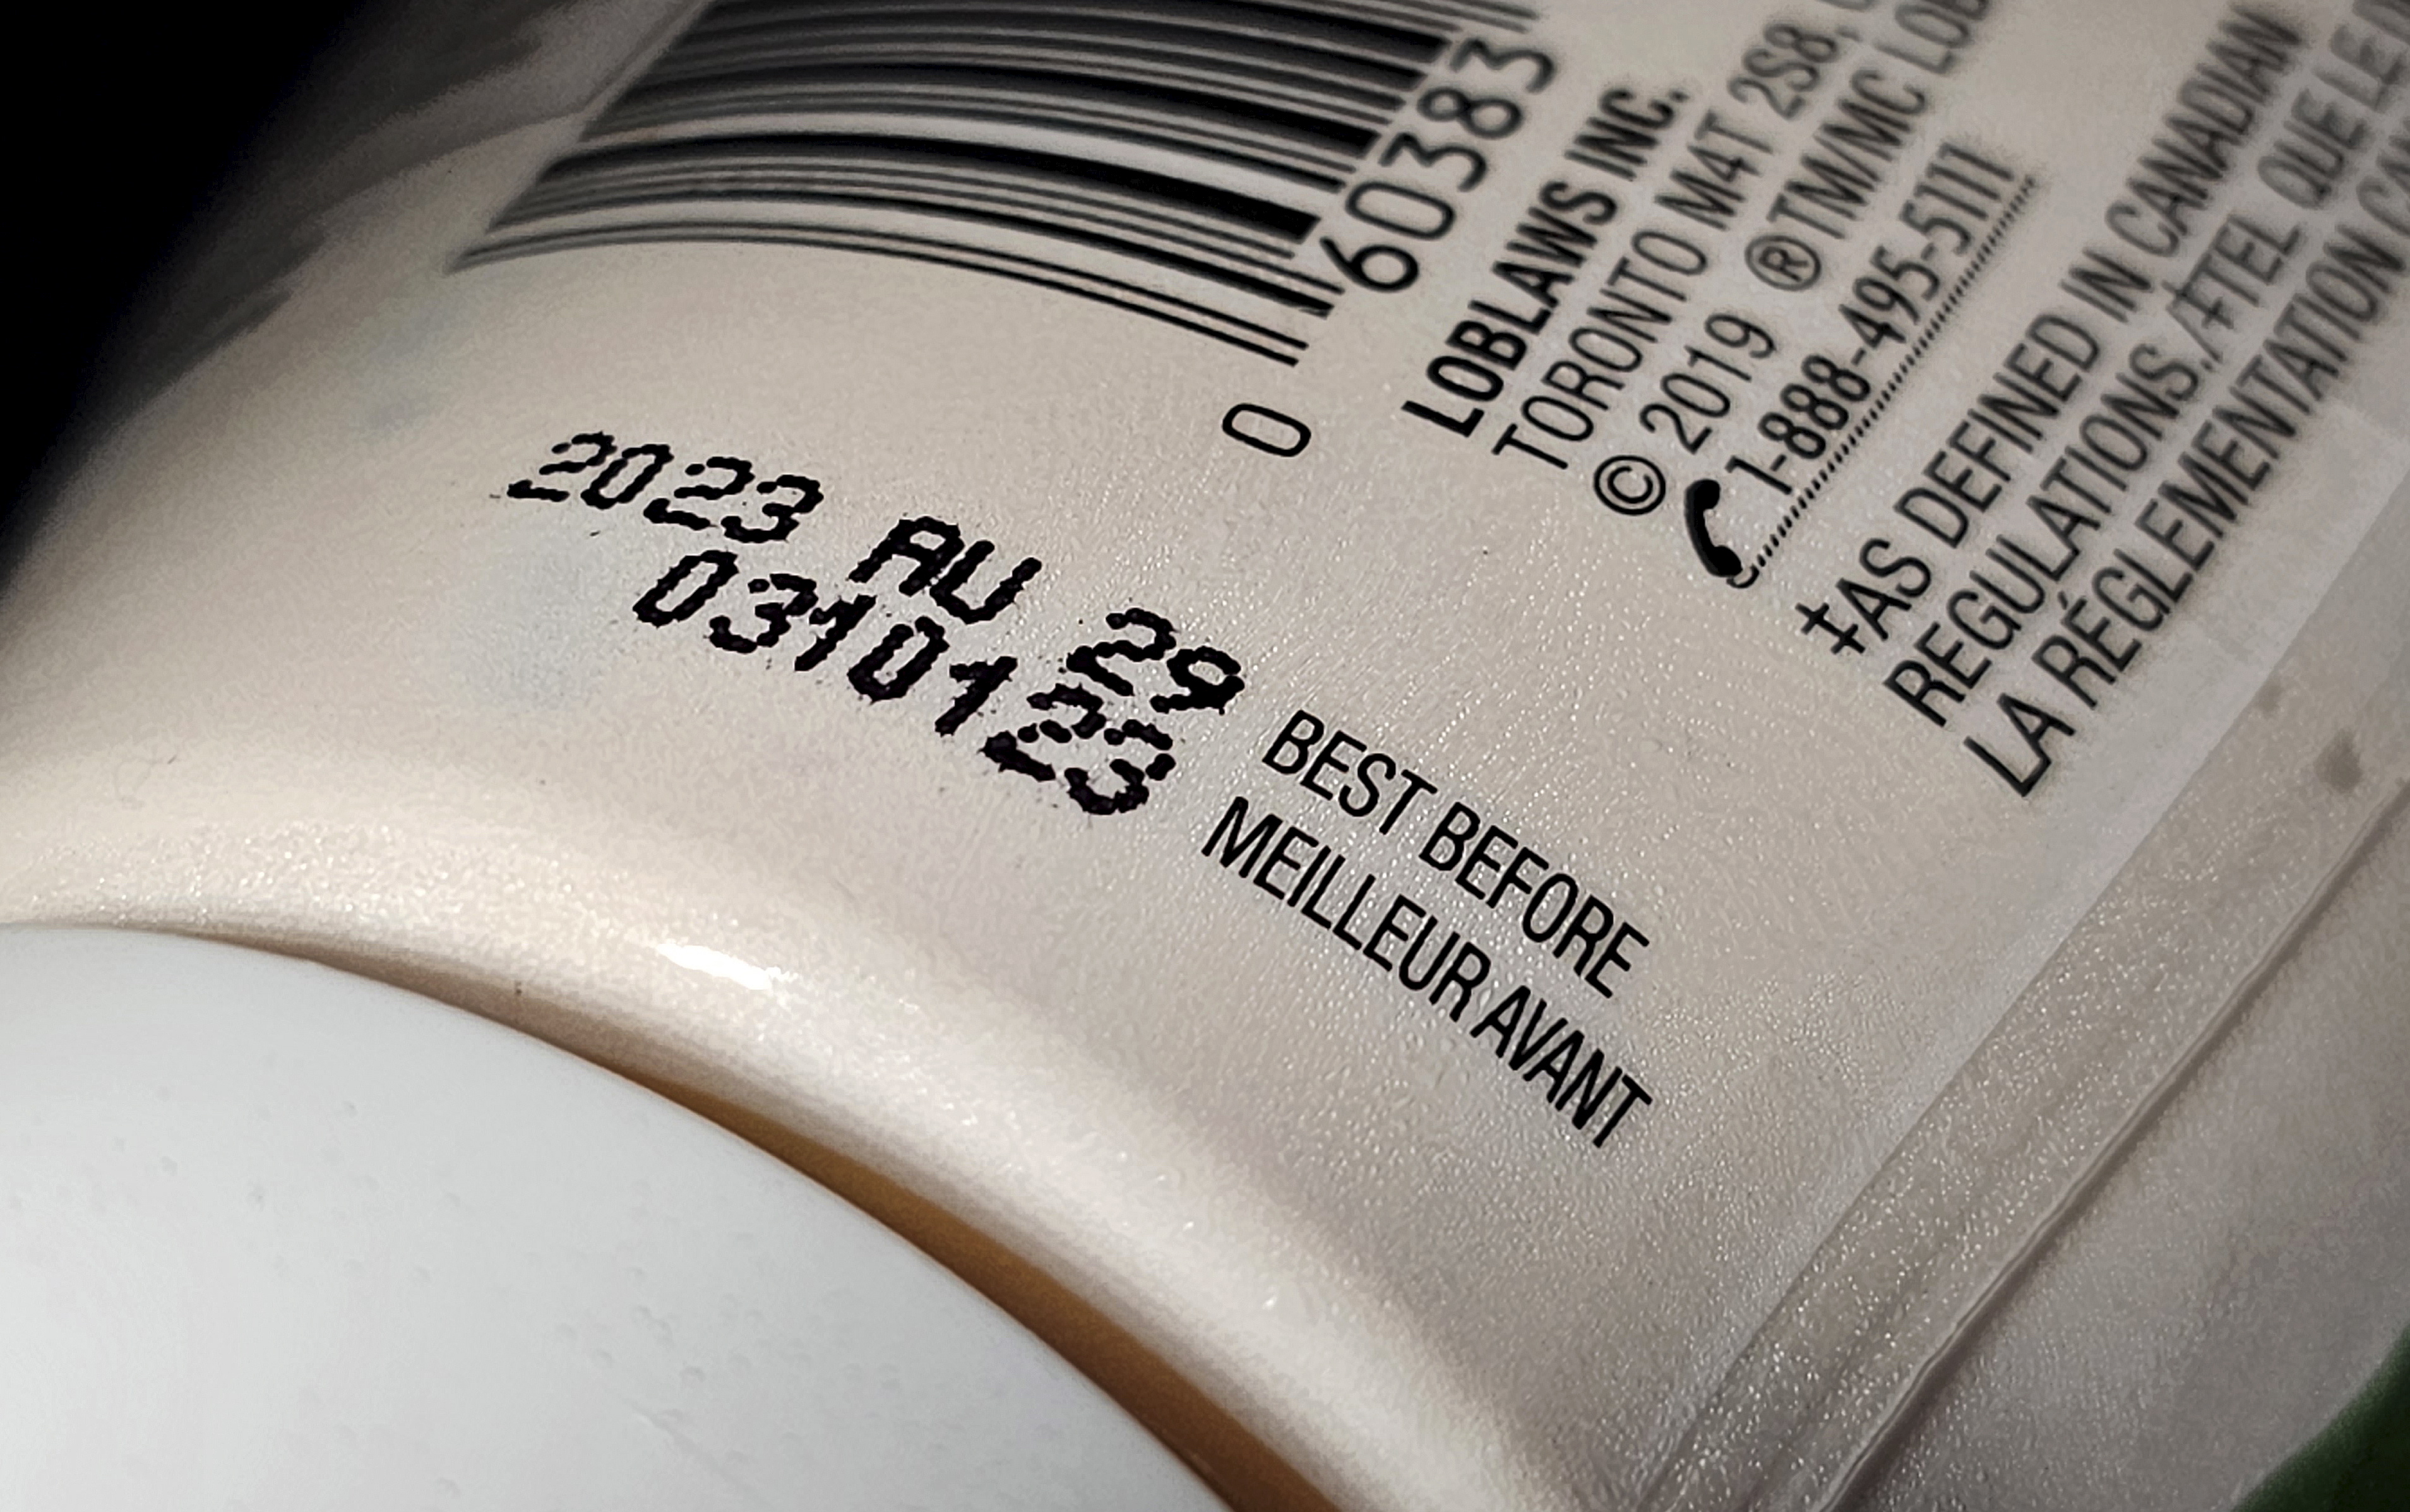 0 60383
LOBLAWS INC.
TORONTO M4T 2S8,
© 2019 ®TM/MC
1-888-495-5111
‡AS DEFINED IN CANADIAN
REGULATIONS./‡TEL QUE LE
LA RÉGLEMENTATION
2023 AU 29
0310123
BEST BEFORE
MEILLEUR AVANT